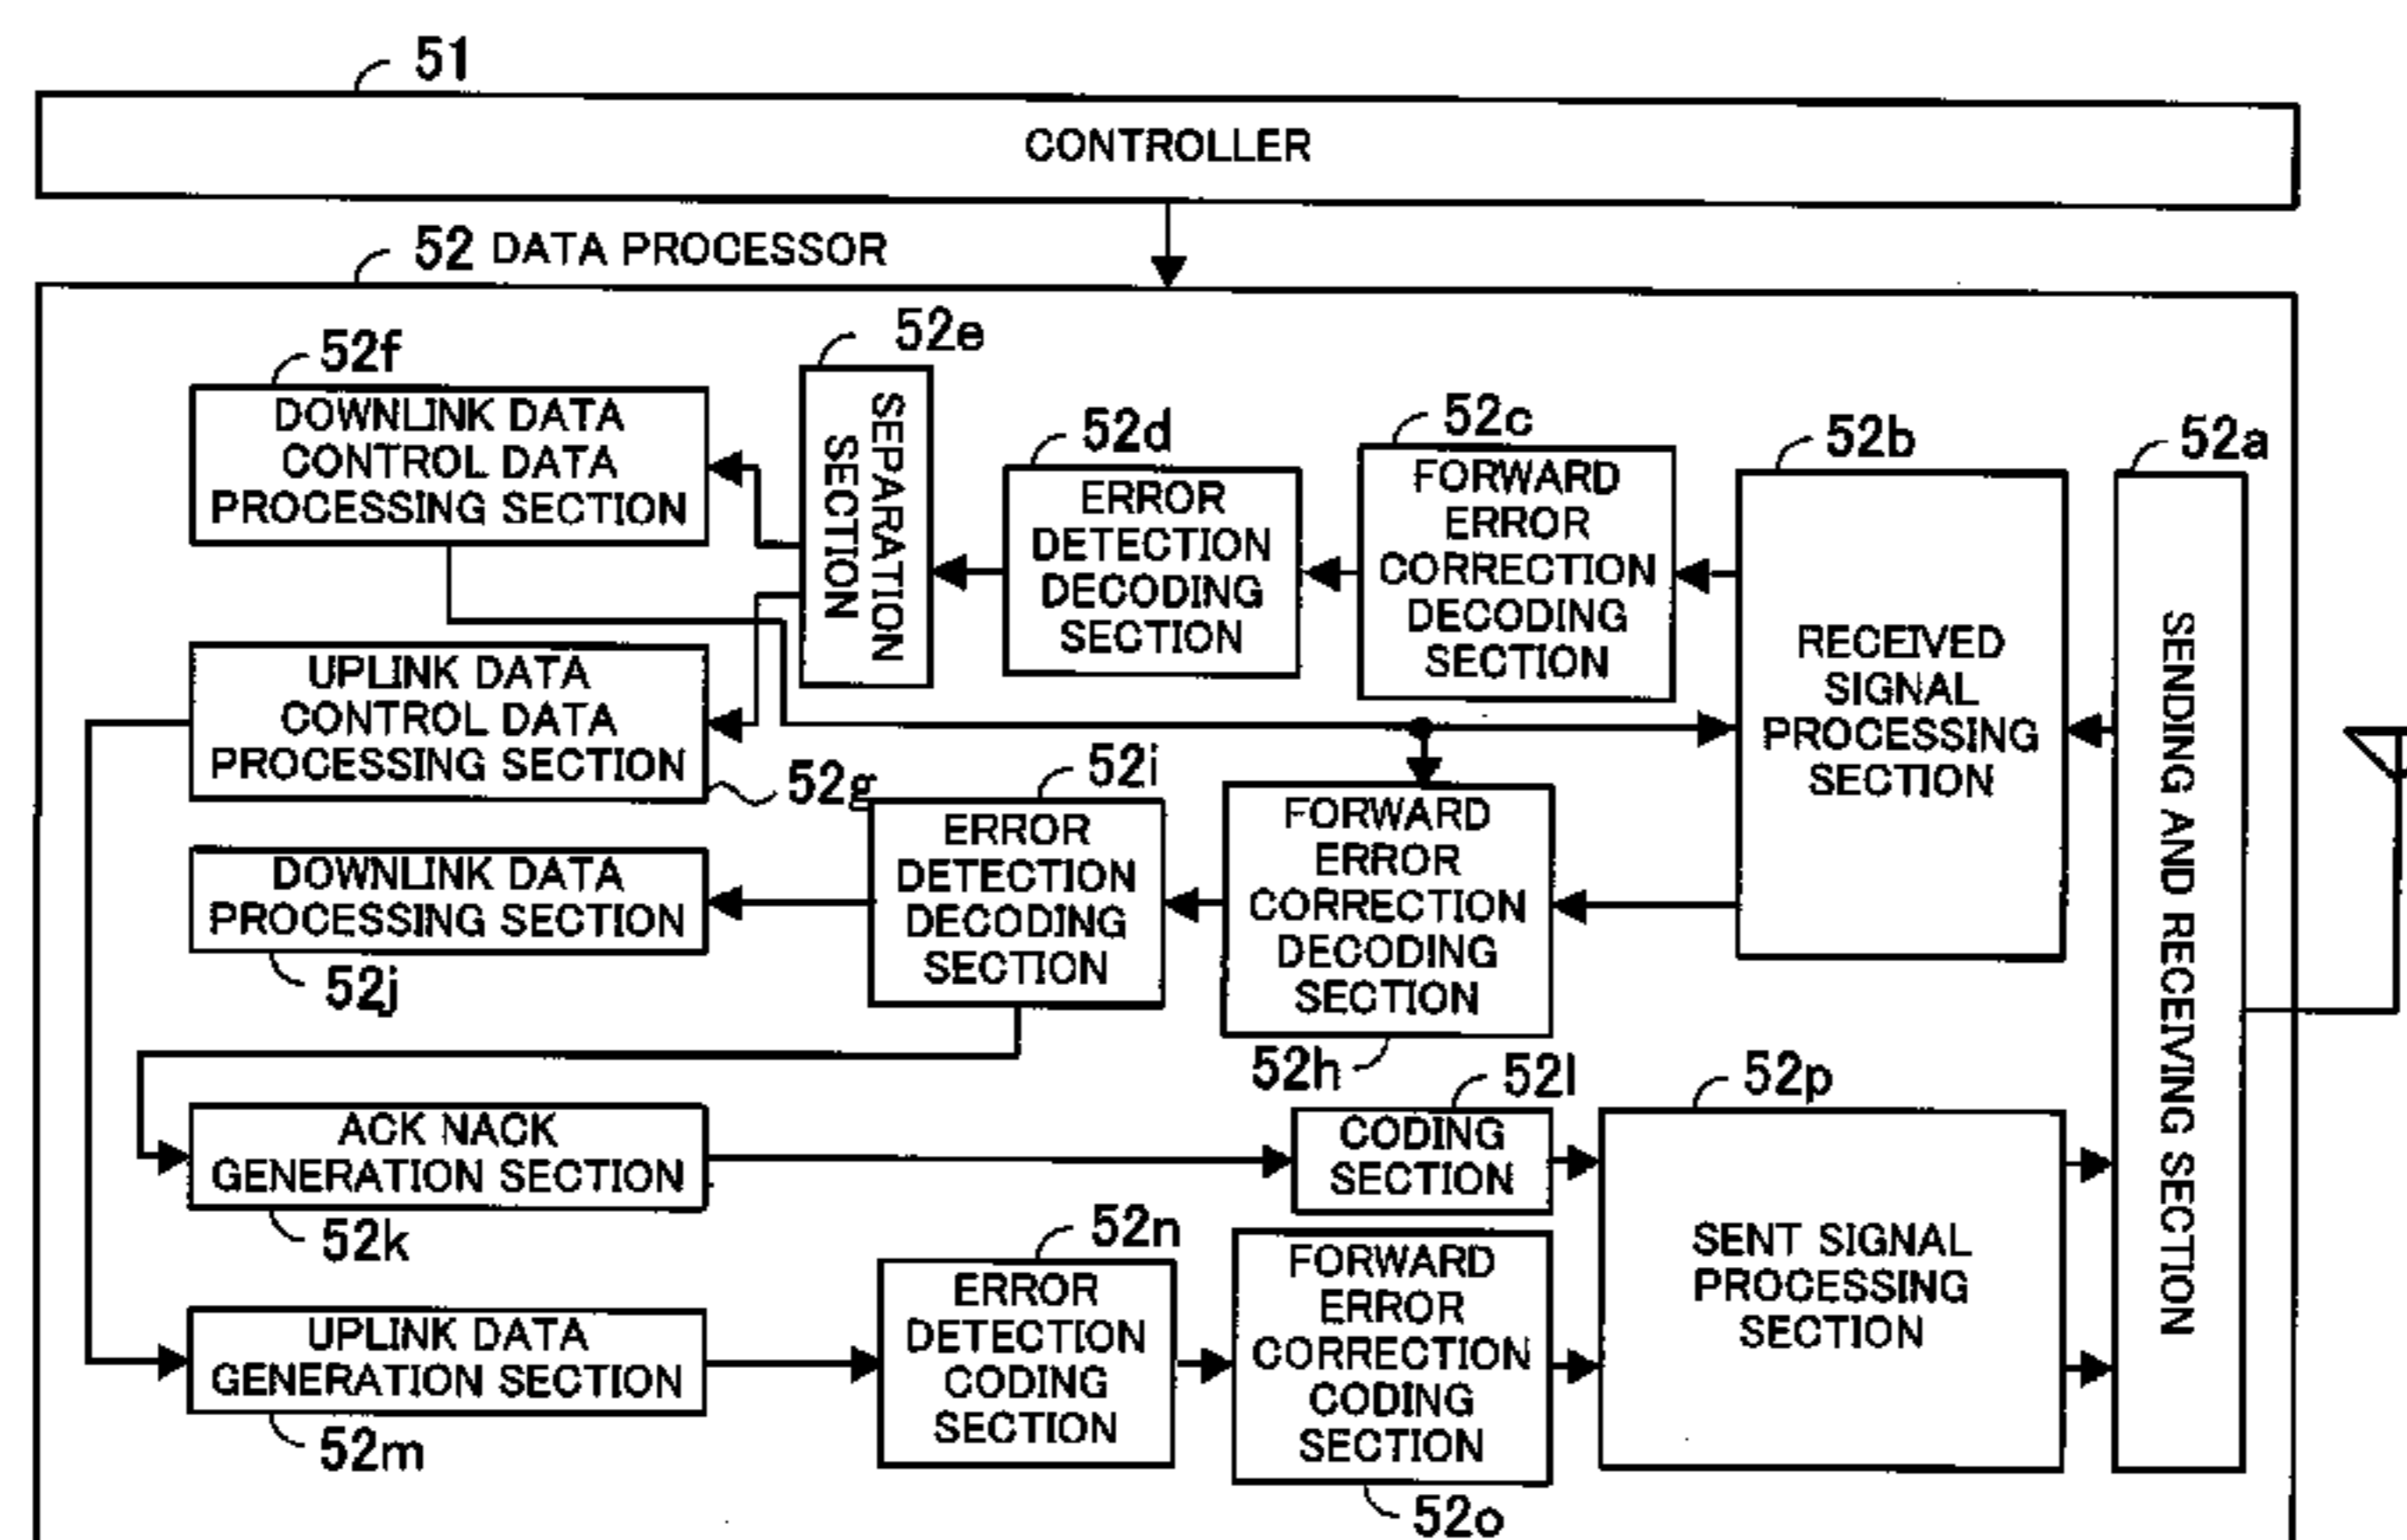 51
CONTROLLER
52 DATA PROCESSOR
52f
DOWNLINK DATA
CONTROL DATA
PROCESSING SECTION
52e
SEPARATION
SECTION
52d
ERROR
DETECTION
DECODING
SECTION
52c
FORWARD
ERROR
CORRECTION
DECODING
SECTION
52b
RECEIVED
SIGNAL
PROCESSING
SECTION
52a
SENDING AND RECEIVING SECTION
UPLINK DATA
CONTROL DATA
PROCESSING SECTION
52g
DOWNLINK DATA
PROCESSING SECTION
52j
52i
ERROR
DETECTION
DECODING
SECTION
FORWARD
ERROR
CORRECTION
DECODING
SECTION
52h
ACK NACK
GENERATION SECTION
52k
52l
CODING
SECTION
52p
SENT SIGNAL
PROCESSING
SECTION
UPLINK DATA
GENERATION SECTION
52m
52n
ERROR
DETECTION
CODING
SECTION
FORWARD
ERROR
CORRECTION
CODING
SECTION
52o